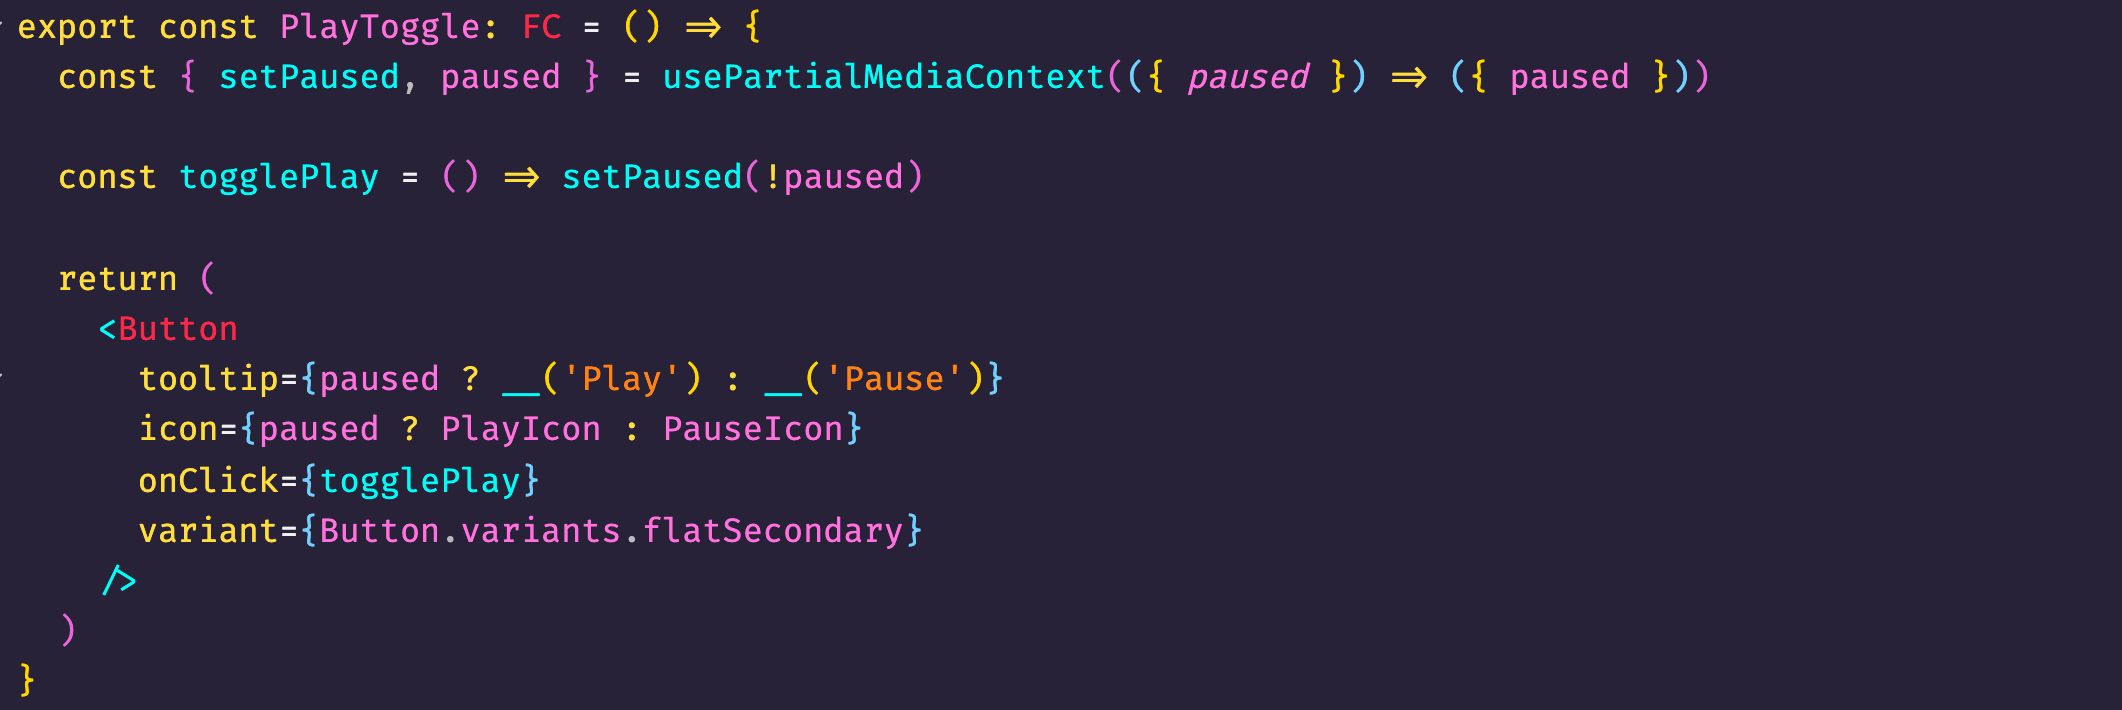 export const PlayToggle: FC = () => {
  const { setPaused, paused } = usePartialMediaContext(({ paused }) => ({ paused }))

  const togglePlay = () => setPaused(!paused)

  return (
    <Button
      tooltip={paused ? __('Play') : __('Pause')}
      icon={paused ? PlayIcon : PauseIcon}
      onClick={togglePlay}
      variant={Button.variants.flatSecondary}
    />
  )
}